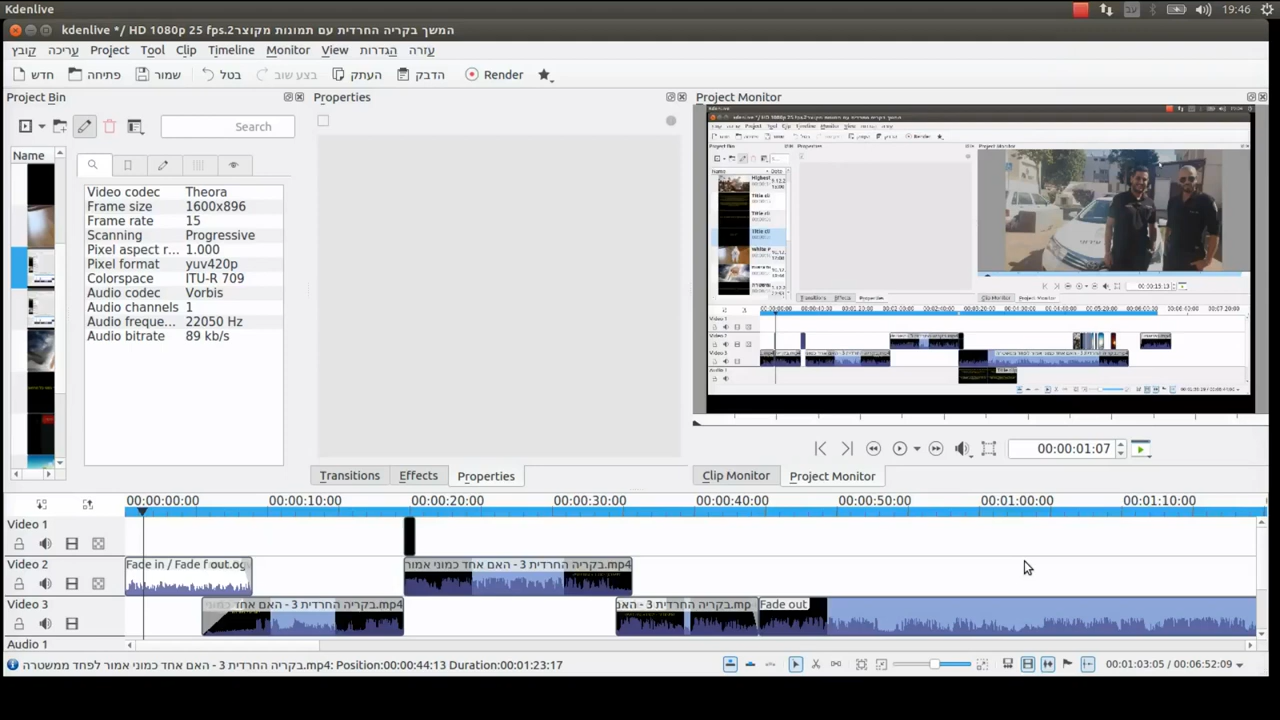 Kdenlive
19:46
המשך בקריה החרדית עם תמונות מקוצר2.kdenlive */ HD 1080p 25 fps
קובץ עריכה Project Tool Clip Timeline Monitor View הגדרות עזרה
חדש פתיחה שמור בטל בצע שוב העתק הדבק Render
Project Bin
Properties
Project Monitor
Search
Name
Video codec Theora
Frame size 1600x896
Frame rate 15
Scanning Progressive
Pixel aspect r... 1.000
Pixel format yuv420p
Colorspace ITU-R 709
Audio codec Vorbis
Audio channels 1
Audio freque... 22050 Hz
Audio bitrate 89 kb/s
00:00:01:07
Transitions Effects Properties
Clip Monitor Project Monitor
00:00:00:00 00:00:10:00 00:00:20:00 00:00:30:00 00:00:40:00 00:00:50:00 00:01:00:00 00:01:10:00
Video 1
Video 2
Fade in / Fade
בקריה החרדית 3 - האם אחד כמוני אמור.mp4
Video 3
בקריה החרדית 3 - האם אחד כמוני.mp4
בקריה החרדית 3 - האם.mp
Fade out
Audio 1
בקריה החרדית 3 - האם אחד כמוני אמור לפחד ממשטרה.mp4: Position:00:00:44:13 Duration:00:01:23:17
00:01:03:05 / 00:06:52:09